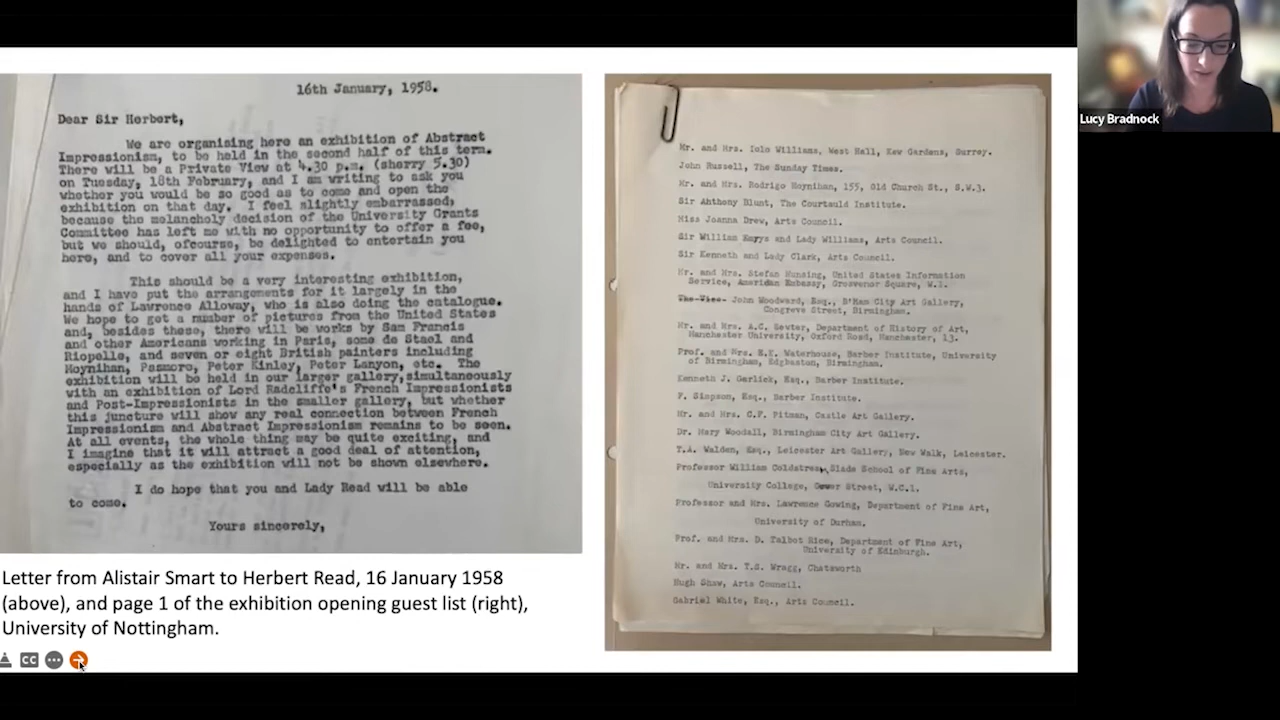 16th January, 1958.
Dear Sir Herbert,
We are organising here an exhibition of Abstract
Impressionism, to be held in the second half of this term.
There will be a Private View at 4.30 p.m. (sherry 5.30)
on Tuesday, 18th February, and I am writing to ask you
whether you would be so good as to come and open the
exhibition on that day. I feel slightly embarrassed,
because the melancholy decision of the University Grants
Committee has left me with no opportunity to offer a fee,
but we should, ofcourse, be delighted to entertain you
here, and to cover all your expenses.
This should be a very interesting exhibition,
and I have put the arrangements for it largely in the
hands of Lawrence Alloway, who is also doing the catalogue.
We hope to get a number of pictures from the United States
and, besides these, there will be works by Sam Francis
and other Americans working in Paris, some de Stael and
Riopelle, and seven or eight British painters including
Moynihan, Pasmore, Peter Kinley, Peter Lanyon, etc. The
exhibition will be held in our larger gallery, simultaneously
with an exhibition of Lord Radcliffe's French Impressionists
and Post-Impressionists in the smaller gallery, but whether
this juncture will show any real connection between French
Impressionism and Abstract Impressionism remains to be seen.
At all events, the whole thing may be quite exciting, and
I imagine that it will attract a good deal of attention,
especially as the exhibition will not be shown elsewhere.
I do hope that you and Lady Read will be able
to come.
Yours sincerely,
Letter from Alistair Smart to Herbert Read, 16 January 1958
(above), and page 1 of the exhibition opening guest list (right),
University of Nottingham.
CC
Mr. and Mrs. Iolo Williams, West Hall, Kew Gardens, Surrey.
John Russell, The Sunday Times.
Mr. and Mrs. Rodrigo Moynihan, 155, Old Church St., S.W.3.
Sir Anthony Blunt, The Courtauld Institute.
Miss Joanna Drew, Arts Council.
Sir William and Lady Williams, Arts Council.
Sir Kenneth and Lady Clark, Arts Council.
Mr. and Mrs. Stefan Munsing, United States Information
Service, American Embassy, Grosvenor Square, W.1.
John Woodward, Esq., B'Ham City Art Gallery,
Congreve Street, Birmingham.
Mr. and Mrs. A.C. Sewter, Department of History of Art,
Manchester University, Oxford Road, Manchester, 13.
Prof. and Mrs. E.K. Waterhouse, Barber Institute, University
of Birmingham, Edgbaston, Birmingham.
Kenneth J. Garlick, Esq., Barber Institute.
F. Simpson, Esq., Barber Institute.
Mr. and Mrs. C.F. Pitman, Castle Art Gallery.
Dr. Mary Woodall, Birmingham City Art Gallery.
T.A. Walden, Esq., Leicester Art Gallery, New Walk, Leicester.
Professor William Coldstream, Slade School of Fine Arts,
University College, Gower Street, W.C.1.
Professor and Mrs. Lawrence Gowing, Department of Fine Art,
University of Durham.
Prof. and Mrs. D. Talbot Rice, Department of Fine Art,
University of Edinburgh.
Mr. and Mrs. T.S. Wragg, Chatsworth
Hugh Shaw, Arts Council.
Gabriel White, Esq., Arts Council.
Lucy Bradnock